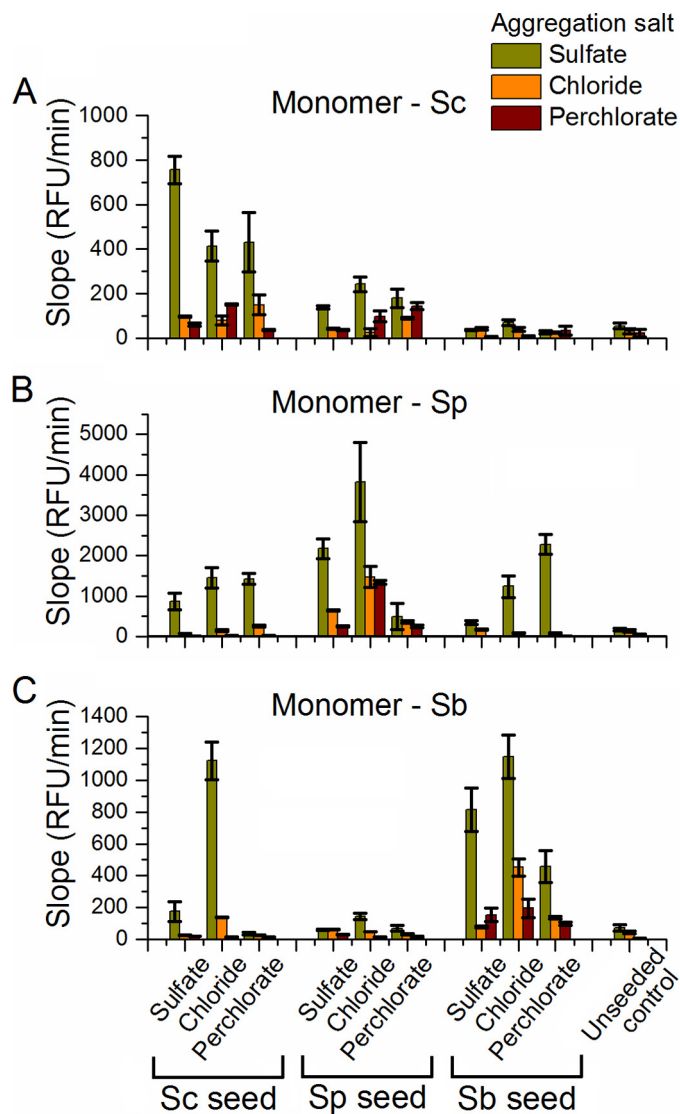 Aggregation salt
Sulfate
Chloride
Perchlorate
A
Monomer - Sc
Slope (RFU/min)
1000
800
600
400
200
0
B
Monomer - Sp
Slope (RFU/min)
5000
4000
3000
2000
1000
0
C
Monomer - Sb
Slope (RFU/min)
1400
1200
1000
800
600
400
200
0
Sulfate
Chloride
Perchlorate
Sulfate
Chloride
Perchlorate
Sulfate
Chloride
Perchlorate
Unseeded
control
Sc seed
Sp seed
Sb seed